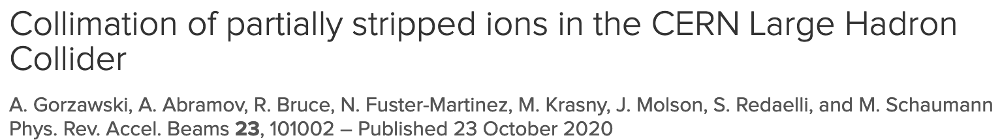 Collimation of partially stripped ions in the CERN Large Hadron
Collider
A. Gorzawski, A. Abramov, R. Bruce, N. Fuster-Martinez, M. Krasny, J. Molson, S. Redaelli, and M. Schaumann
Phys. Rev. Accel. Beams 23, 101002 – Published 23 October 2020